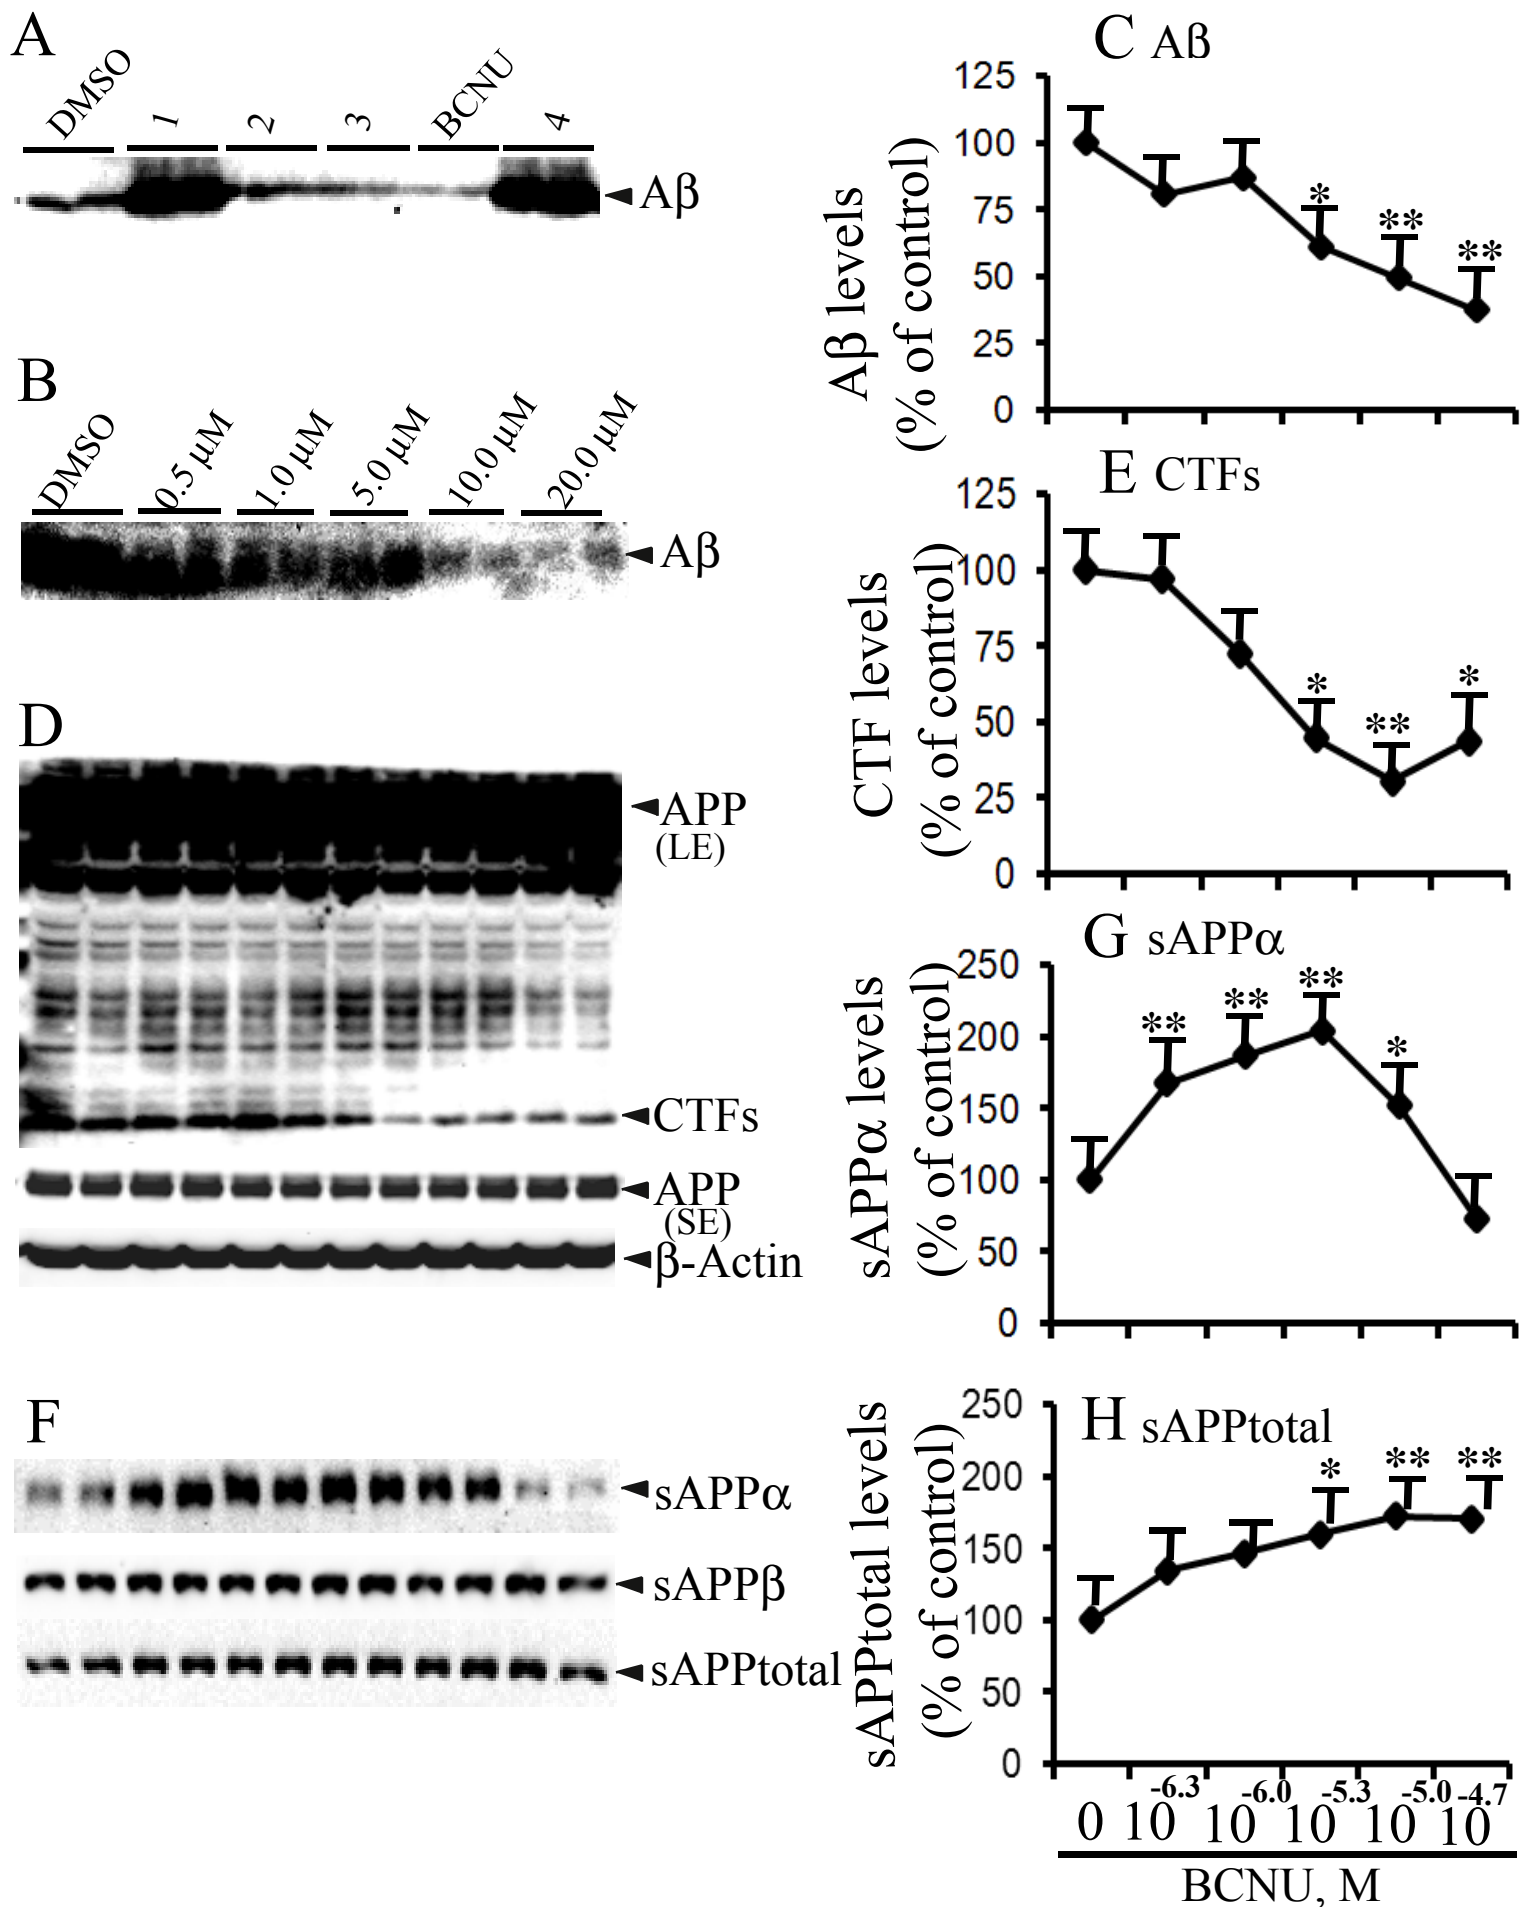 A
DMSO 1 2 3 BCNU 4
Aβ
B
DMSO 0.5 µM 1.0 µM 5.0 µM 10.0 µM 20.0 µM
Aβ
D
APP
(LE)
CTFs
APP
(SE)
β-Actin
F
sAPPα
sAPPβ
sAPPtotal
C Aß
Aβ levels
(% of control)
125
100
75
50
25
0
*
**
**
E CTFs
CTF levels
(% of control)
125
100
75
50
25
0
*
**
*
G sAPPα
sAPPα levels
(% of control)
250
200
150
100
50
0
**
**
**
*
H sAPPtotal
sAPPtotal levels
(% of control)
250
200
150
100
50
0
*
**
**
0 10-6.3 10-6.0 10-5.3 10-5.0 10-4.7
BCNU, M